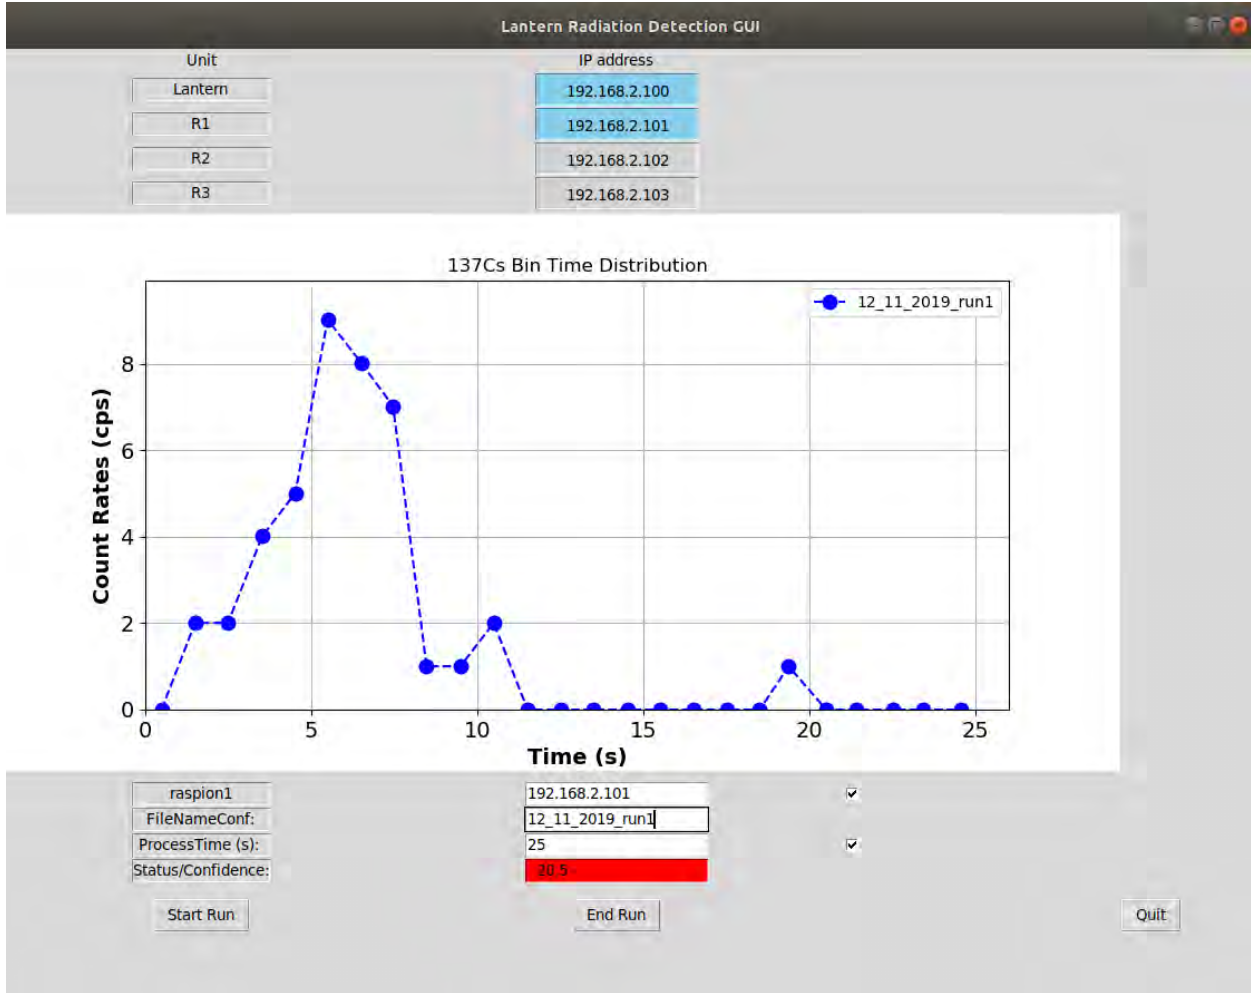 Lantern Radiation Detection GUI
Unit IP address
Lantern 192.168.2.100
R1 192.168.2.101
R2 192.168.2.102
R3 192.168.2.103
137Cs Bin Time Distribution
12_11_2019_run1
Count Rates (cps)
8
6
4
2
0
0 5 10 15 20 25
Time (s)
raspion1 192.168.2.101
FileNameConf: 12_11_2019_run1
ProcessTime (s): 25
Status/Confidence: 20.5
Start Run End Run Quit